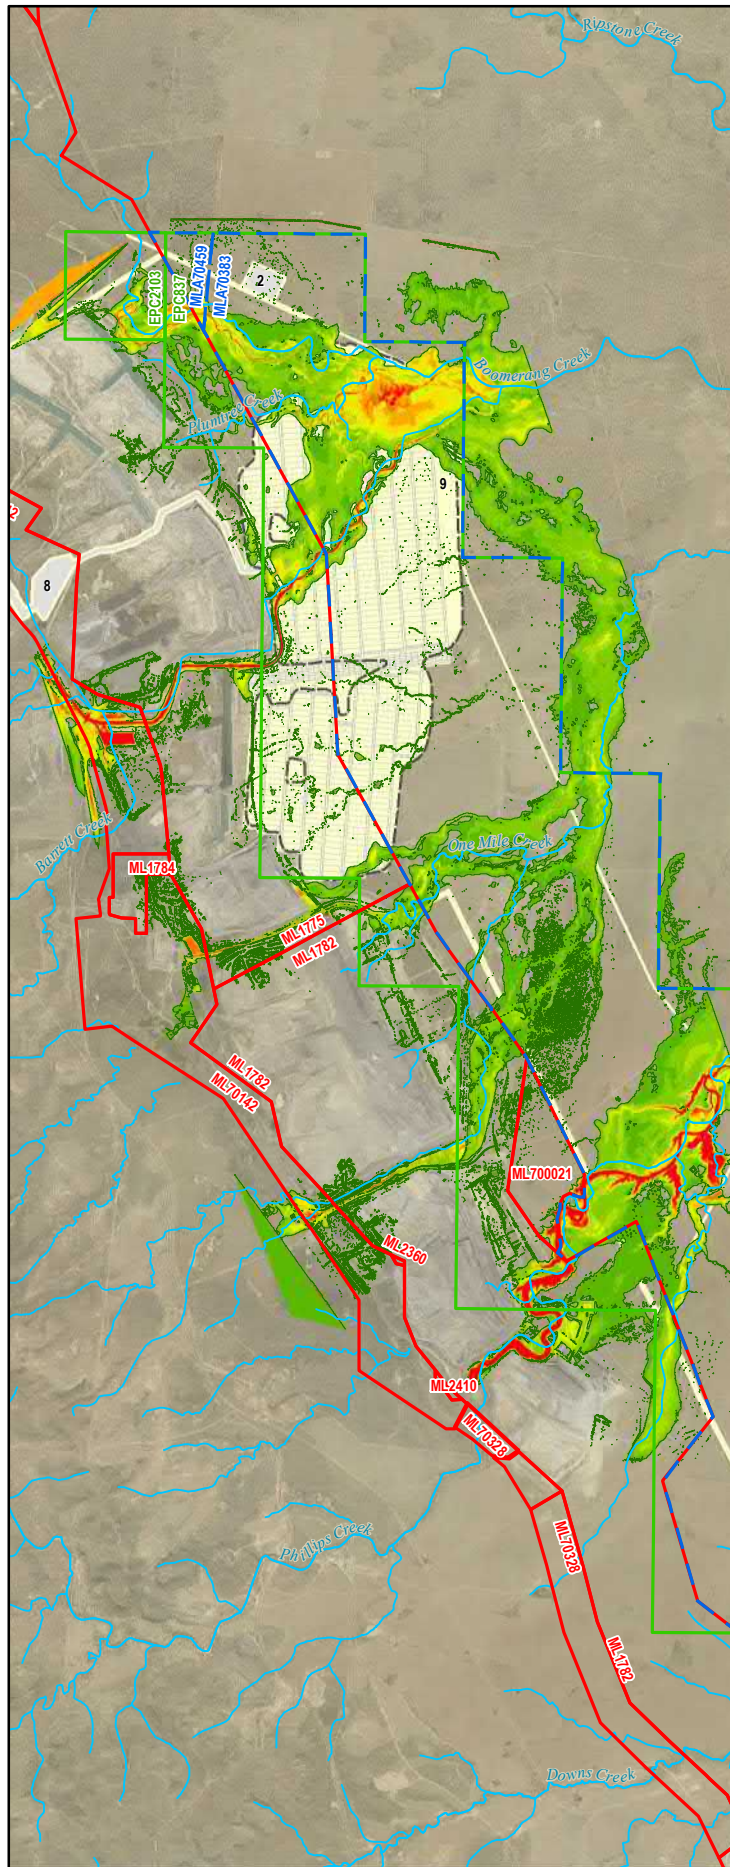 Ripstone Creek
EPC2103
EPC837
MLA70459
MLA70383
2
Boomerang Creek
Plumtree Creek
9
8
Barrett Creek
One Mile Creek
ML1784
ML1775
ML1782
ML1782
ML70142
ML700021
ML2360
ML2410
ML70328
Phillips Creek
ML70328
ML1782
Downs Creek